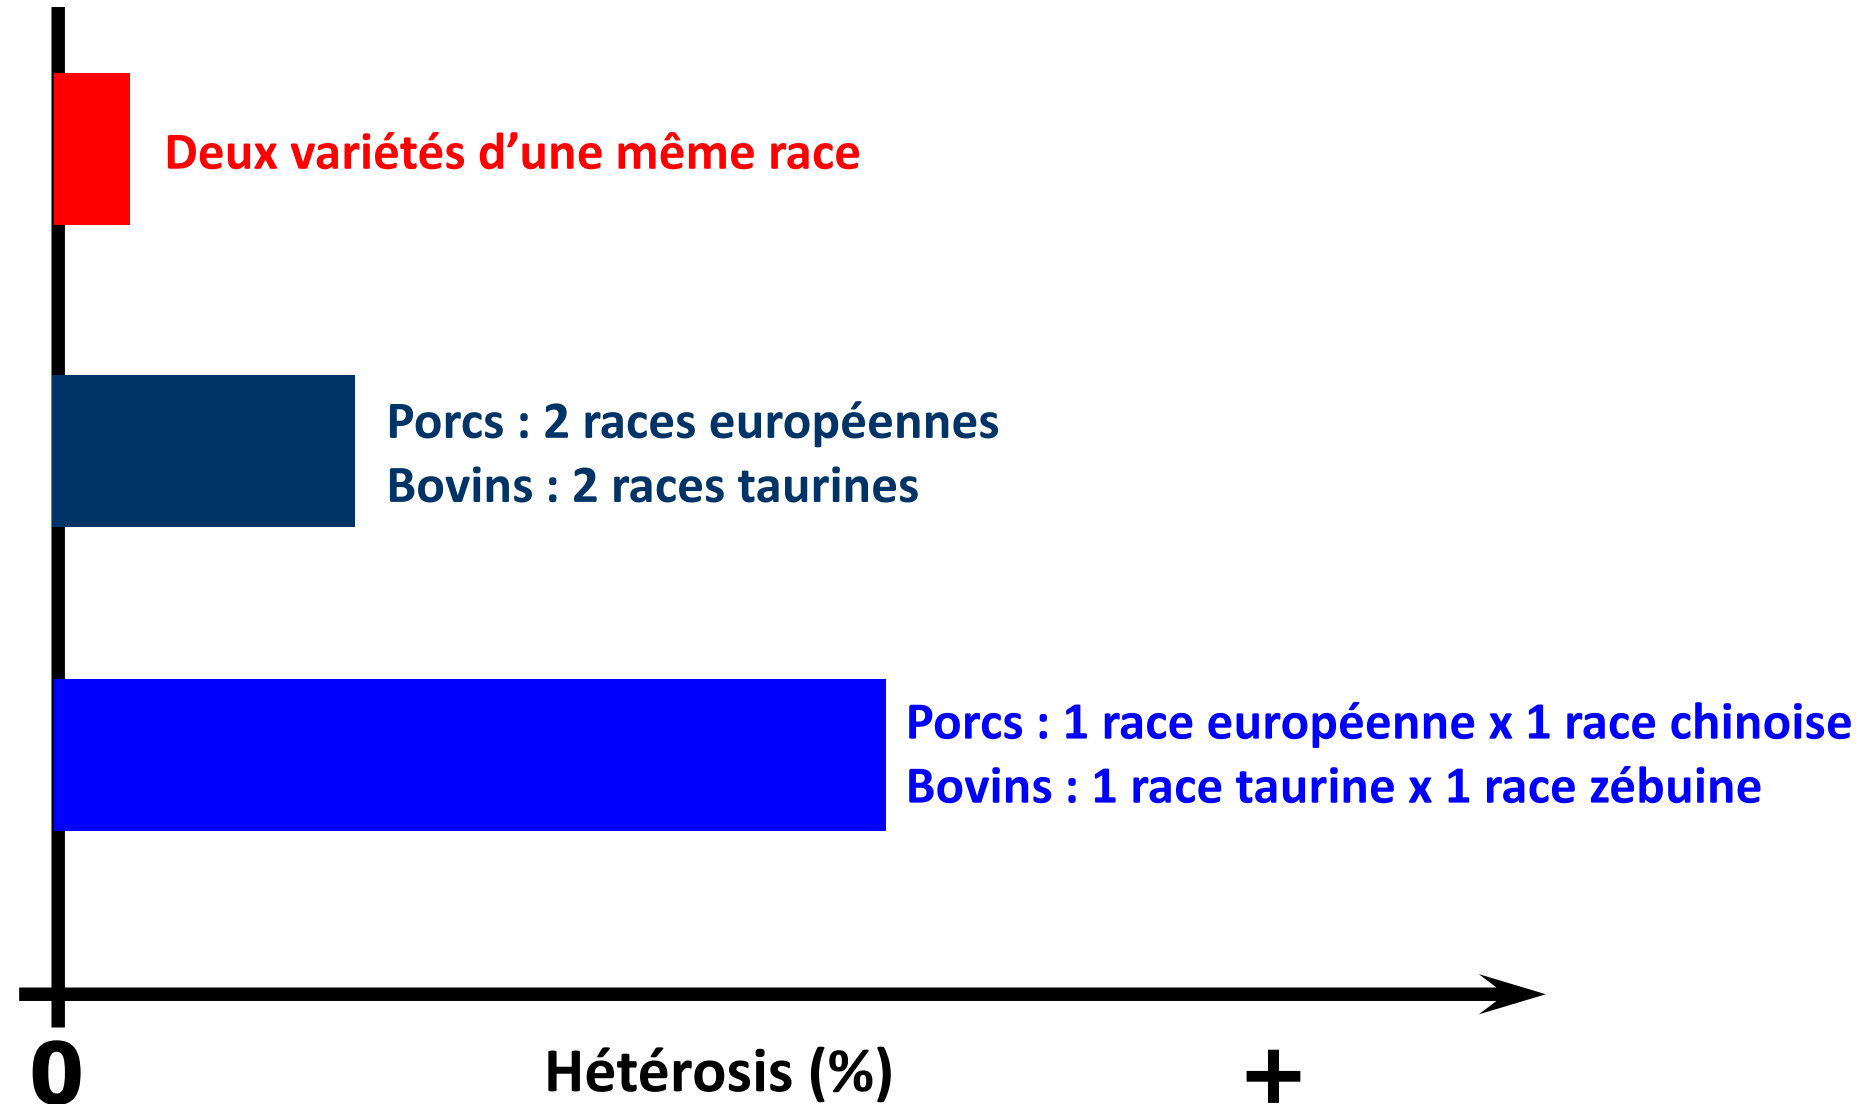 Deux variétés d’une même race
Porcs : 2 races européennes
Bovins : 2 races taurines
Porcs : 1 race européenne x 1 race chinoise
Bovins : 1 race taurine x 1 race zébuine
0
Hétérosis (%)
+